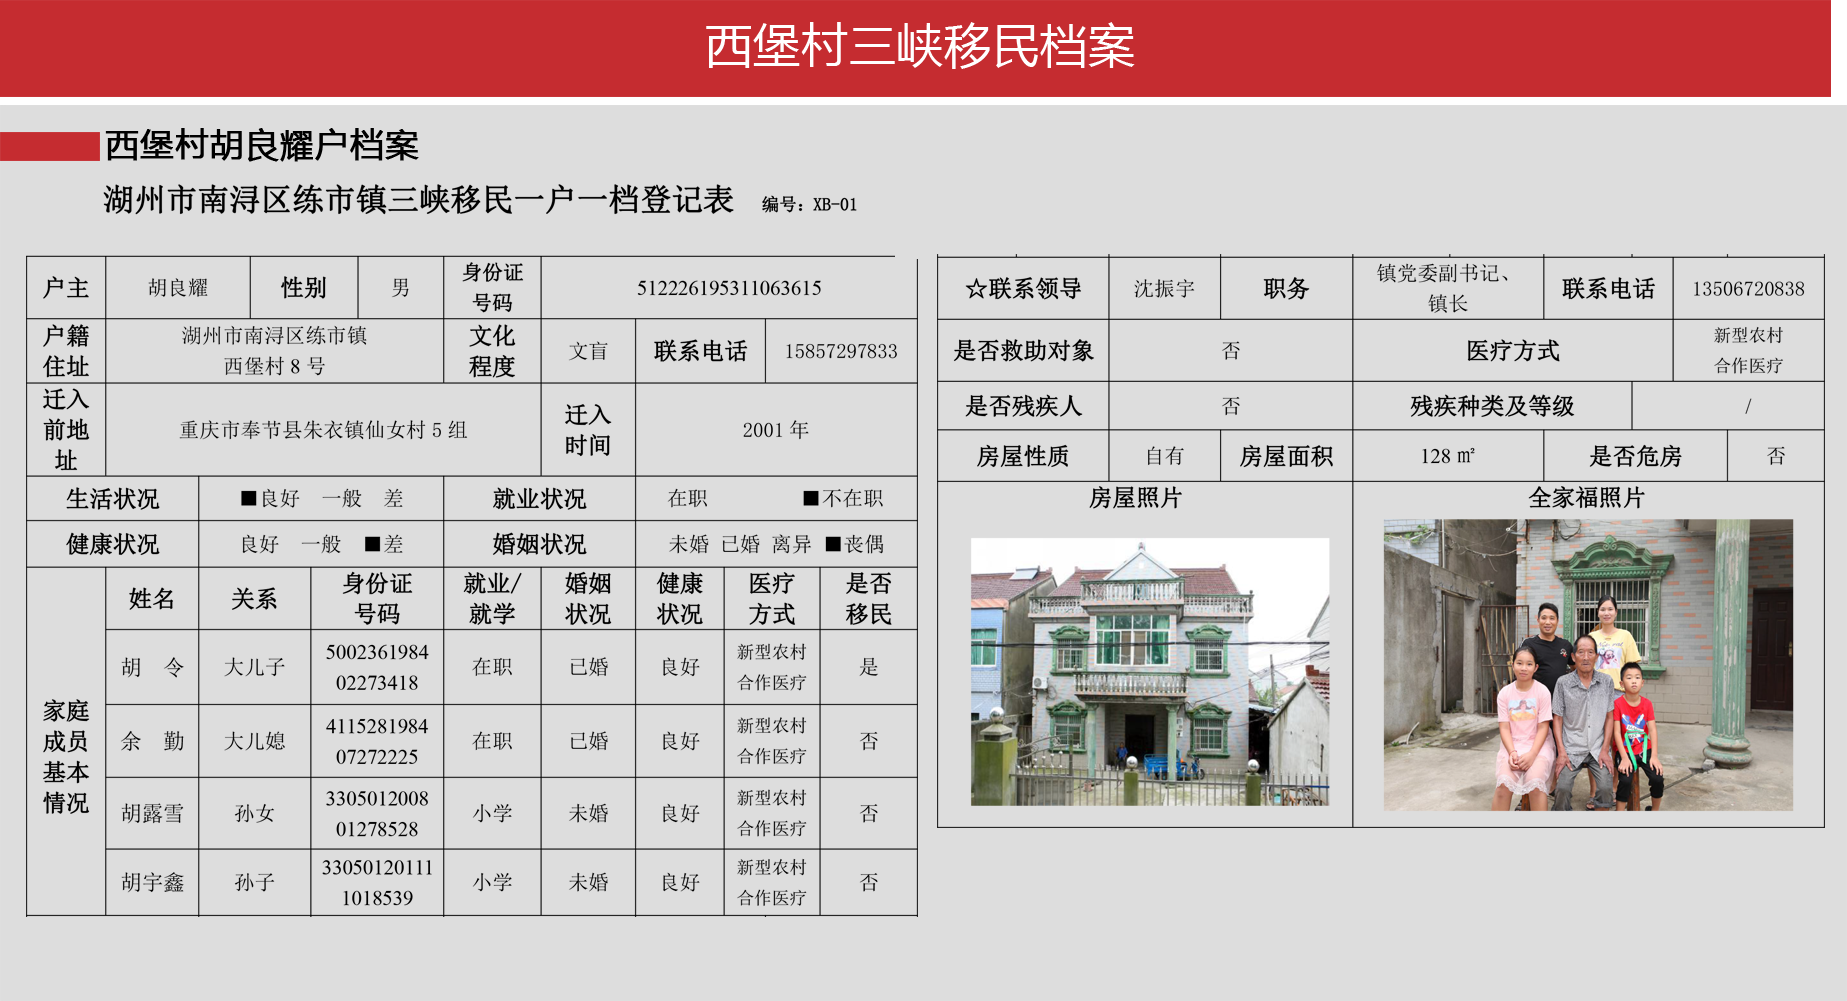 西堡村三峡移民档案
西堡村胡良耀户档案
湖州市南浔区练市镇三峡移民一户一档登记表 编号：XB-01
户主 胡良耀 性别 男 身份证号码 512226195311063615
户籍住址 湖州市南浔区练市镇西堡村 8 号 文化程度 文盲 联系电话 15857297833
迁入前地址 重庆市奉节县朱衣镇仙女村 5 组 迁入时间 2001 年
生活状况 ■良好 一般 差 就业状况 在职 ■不在职
健康状况 良好 一般 ■差 婚姻状况 未婚 已婚 离异 ■丧偶
家庭成员基本情况
姓名 关系 身份证号码 就业/就学 婚姻状况 健康状况 医疗方式 是否移民
胡 令 大儿子 500236198402273418 在职 已婚 良好 新型农村合作医疗 是
余 勤 大儿媳 411528198407272225 在职 已婚 良好 新型农村合作医疗 否
胡露雪 孙女 330501200801278528 小学 未婚 良好 新型农村合作医疗 否
胡宇鑫 孙子 330501201111018539 小学 未婚 良好 新型农村合作医疗 否
☆联系领导 沈振宇 职务 镇党委副书记、镇长 联系电话 13506720838
是否救助对象 否 医疗方式 新型农村合作医疗
是否残疾人 否 残疾种类及等级 /
房屋性质 自有 房屋面积 128 ㎡ 是否危房 否
房屋照片 全家福照片